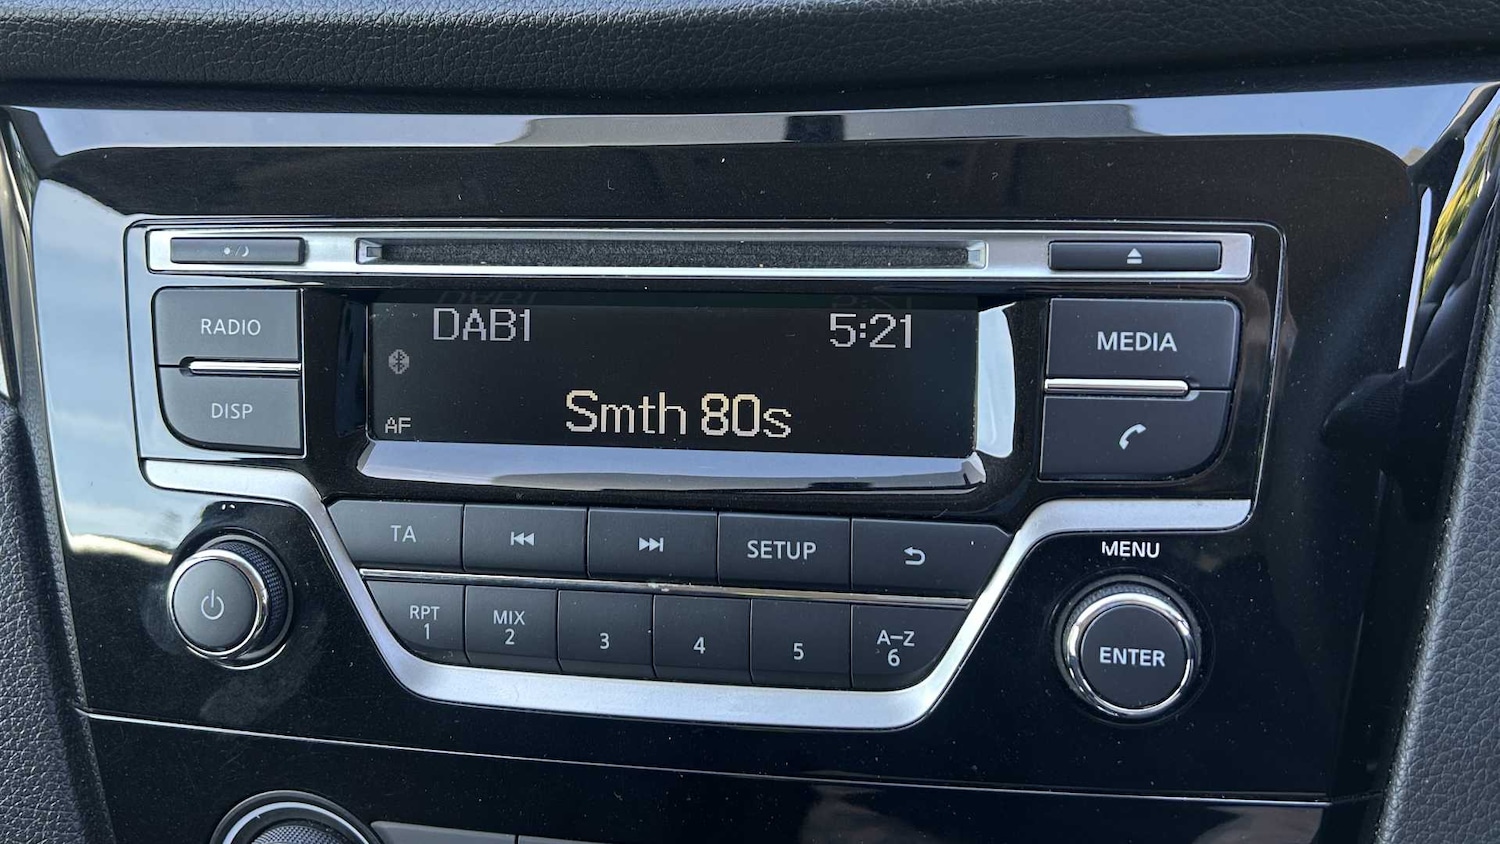 RADIO
DISP
DAB1
5:21
Smth 80s
AF
MEDIA
TA
SETUP
MENU
RPT
1
MIX
2
3
4
5
A-Z
6
ENTER